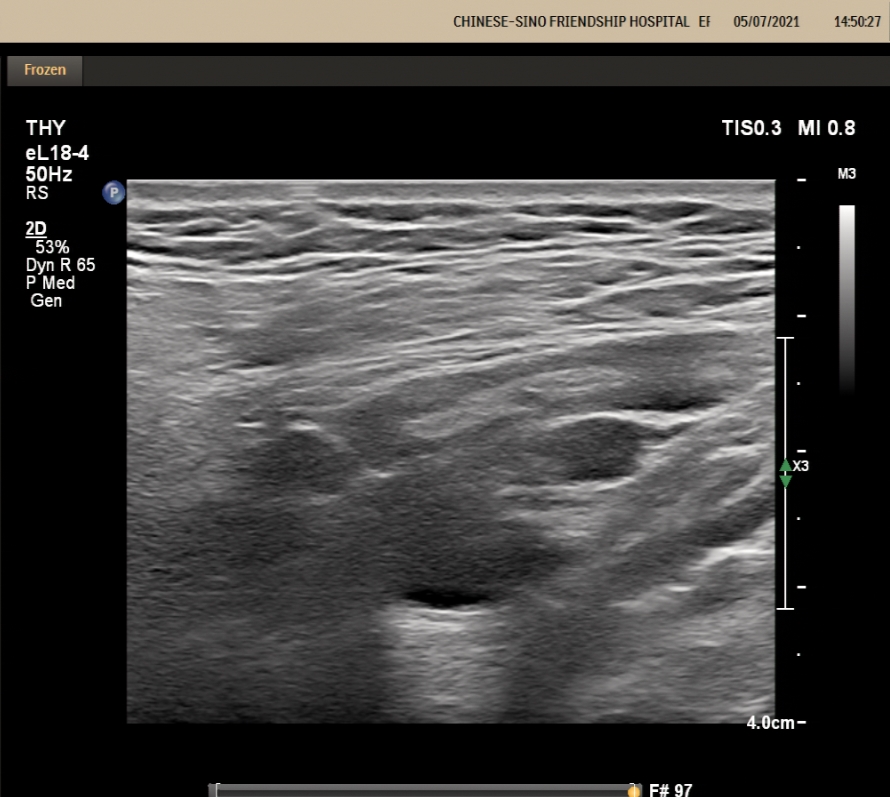 CHINESE-SINO FRIENDSHIP HOSPITAL EF 05/07/2021 14:50:27
Frozen
THY
eL18-4
50Hz
RS
2D
53%
Dyn R 65
P Med
Gen
P
TIS0.3 MI 0.8
M3
X3
4.0cm
F# 97